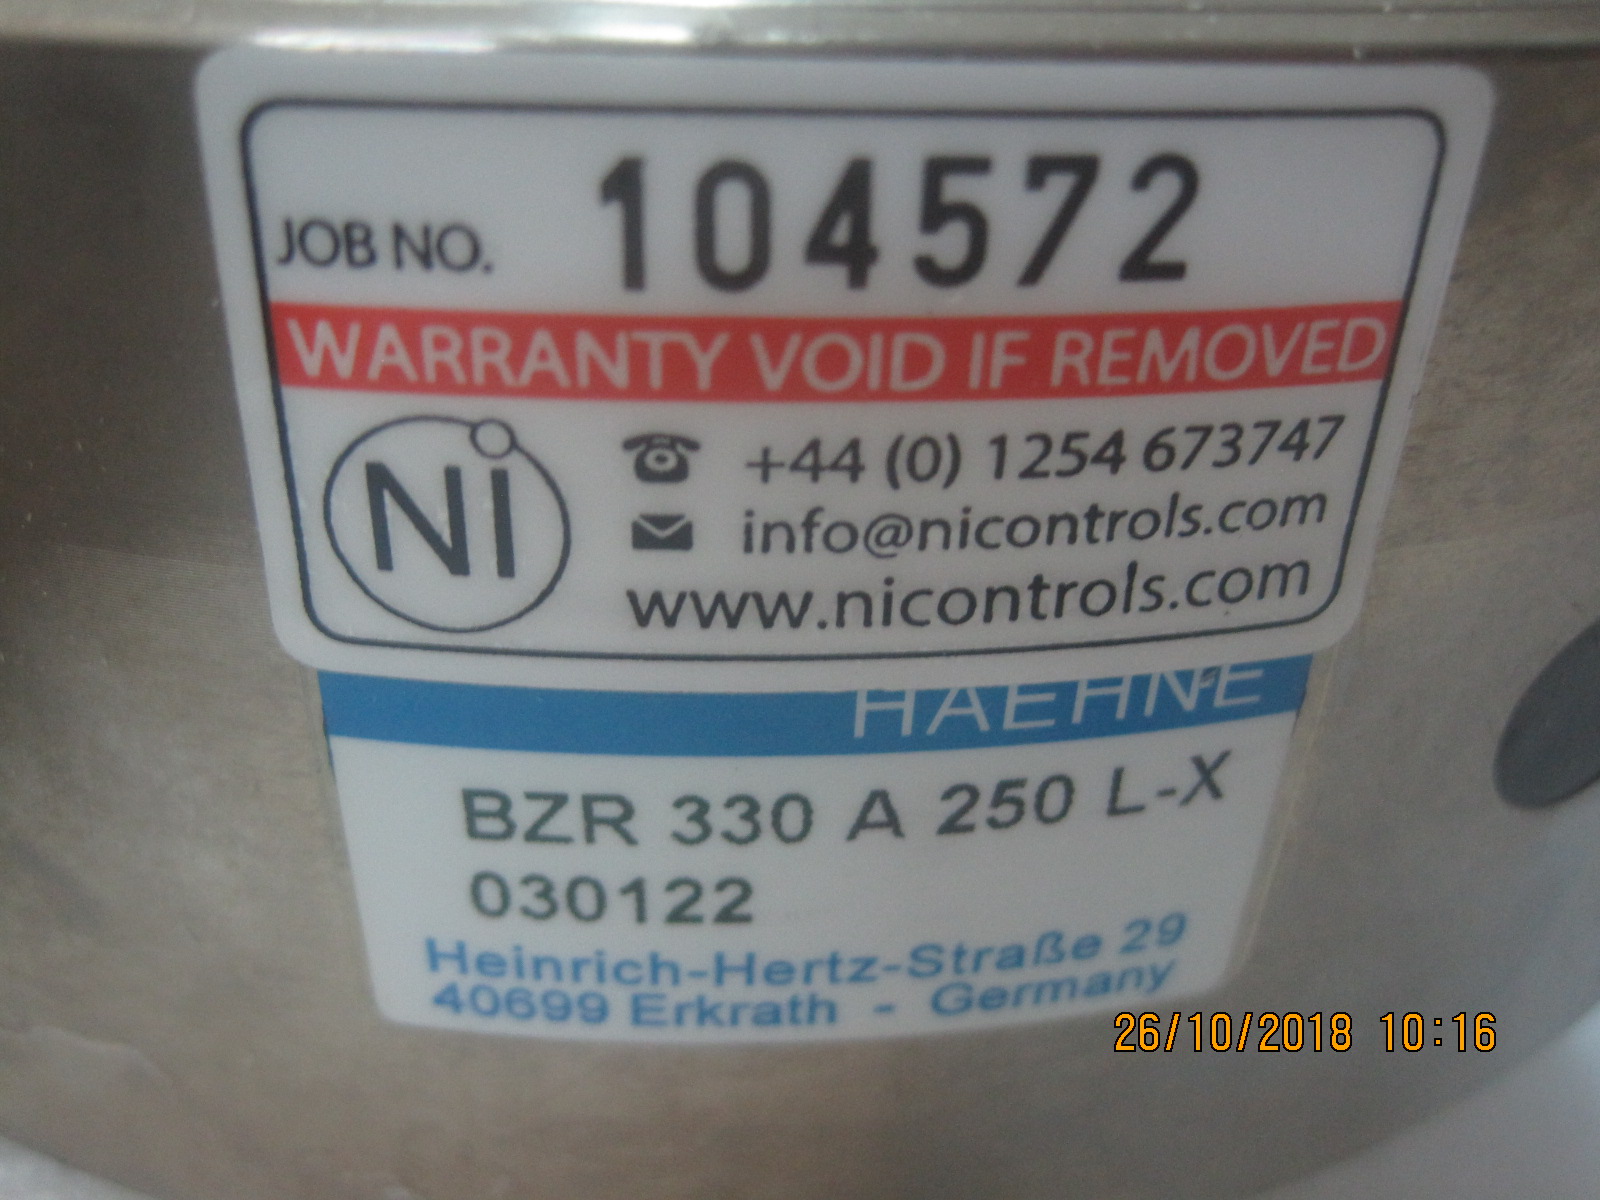 JOB NO. 104572
WARRANTY VOID IF REMOVED
Ni
+44 (0) 1254 673747
info@nicontrols.com
www.nicontrols.com
HAEHNE
BZR 330 A 250 L-X
030122
Heinrich-Hertz-Straße 29
40699 Erkrath - Germany
26/10/2018 10:16